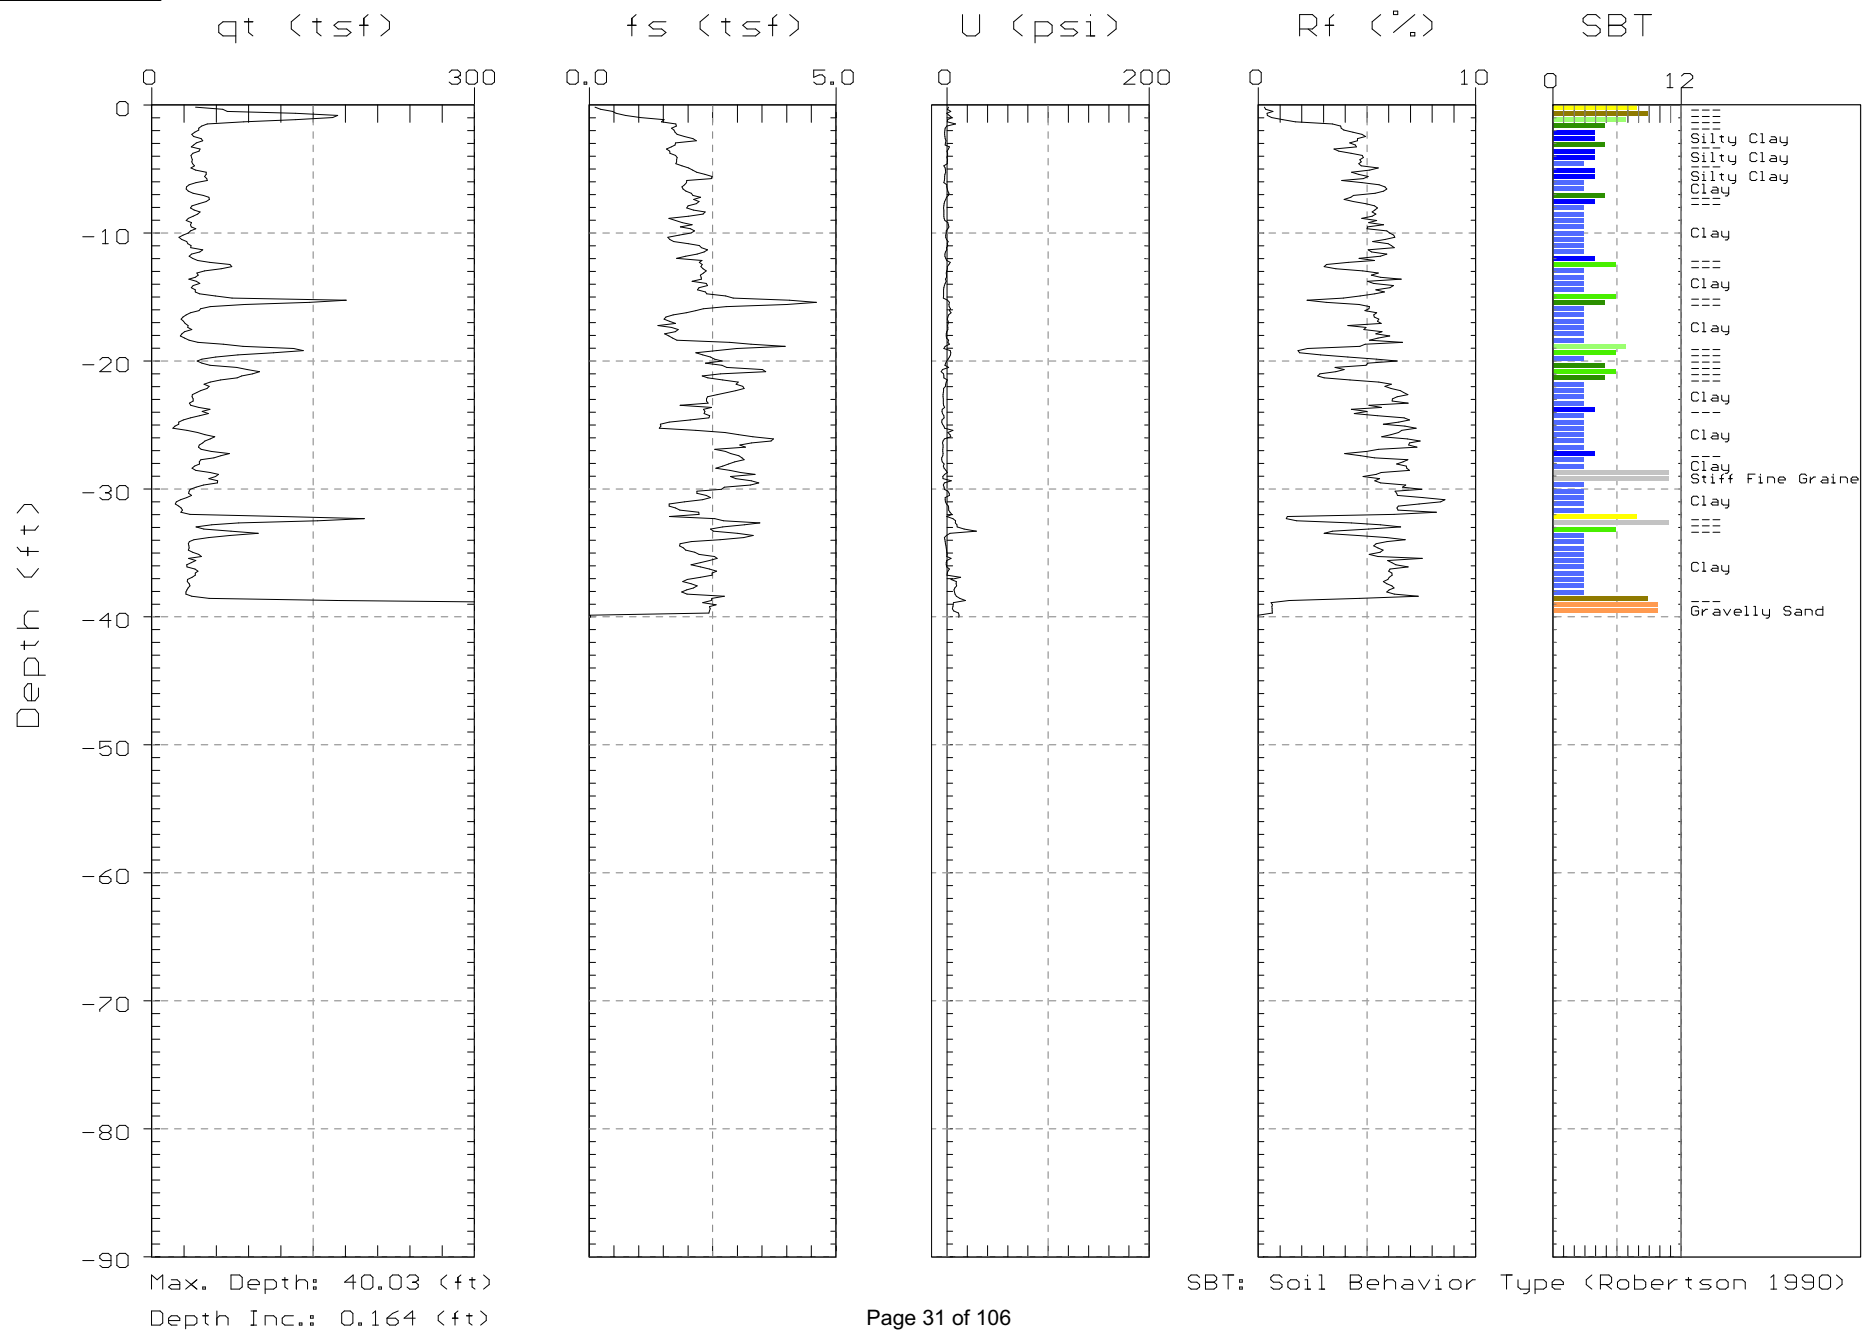 qt (tsf) fs (tsf) U (psi) Rf (%) SBT
0 300 0.0 5.0 0 200 0 10 0 12
0
-10
-20
-30
-40
-50
-60
-70
-80
-90
Depth (ft)
---
---
---
---
Silty Clay
---
Silty Clay
---
Silty Clay
Clay
---
---
Clay
---
---
Clay
---
---
Clay
---
---
---
---
---
---
Clay
---
Clay
---
Clay
Stiff Fine Graine
Clay
---
---
---
Clay
---
Gravelly Sand
Max. Depth: 40.03 (ft)
Depth Inc.: 0.164 (ft)
SBT: Soil Behavior Type (Robertson 1990)
Page 31 of 106